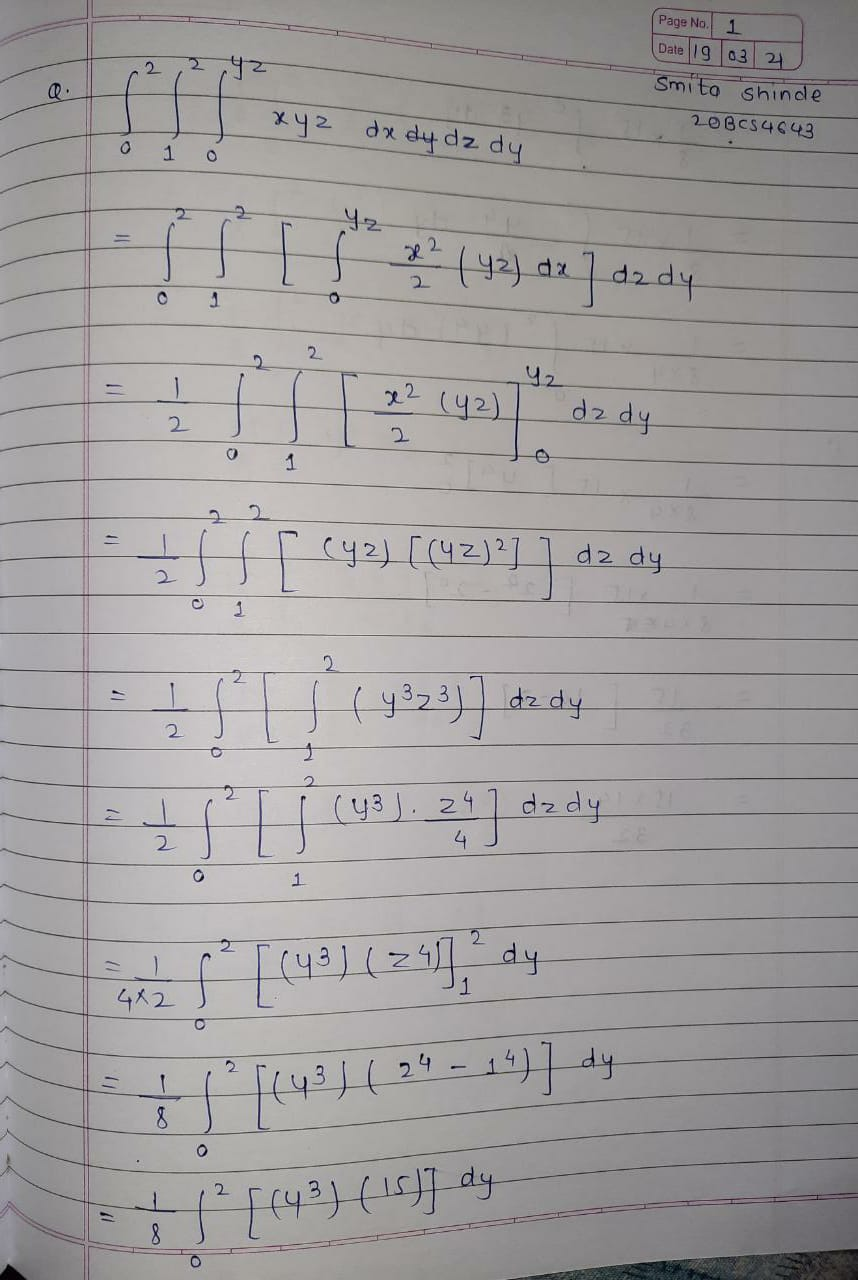 Page No. 1
Date 19 03 21
Smita Shinde
20BCS4643
Q. ∫₀² ∫₁² ∫₀^{yz} xyz dx dy dz dy
= ∫₀² ∫₁² [ ∫₀^{yz} x²/2 (yz) dx ] dz dy
= 1/2 ∫₀² ∫₁² [ x²/2 (yz) ]₀^{yz} dz dy
= 1/2 ∫₀² ∫₁² [ (yz) [(yz)²] ] dz dy
= 1/2 ∫₀² [ ∫₁² (y³z³) ] dz dy
= 1/2 ∫₀² [ ∫₁² (y³). z⁴/4 ] dz dy
= 1/4×2 ∫₀² [(y³) (z⁴)]₁² dy
= 1/8 ∫₀² [(y³) (2⁴ - 1⁴)] dy
= 1/8 ∫₀² [(y³) (15)] dy